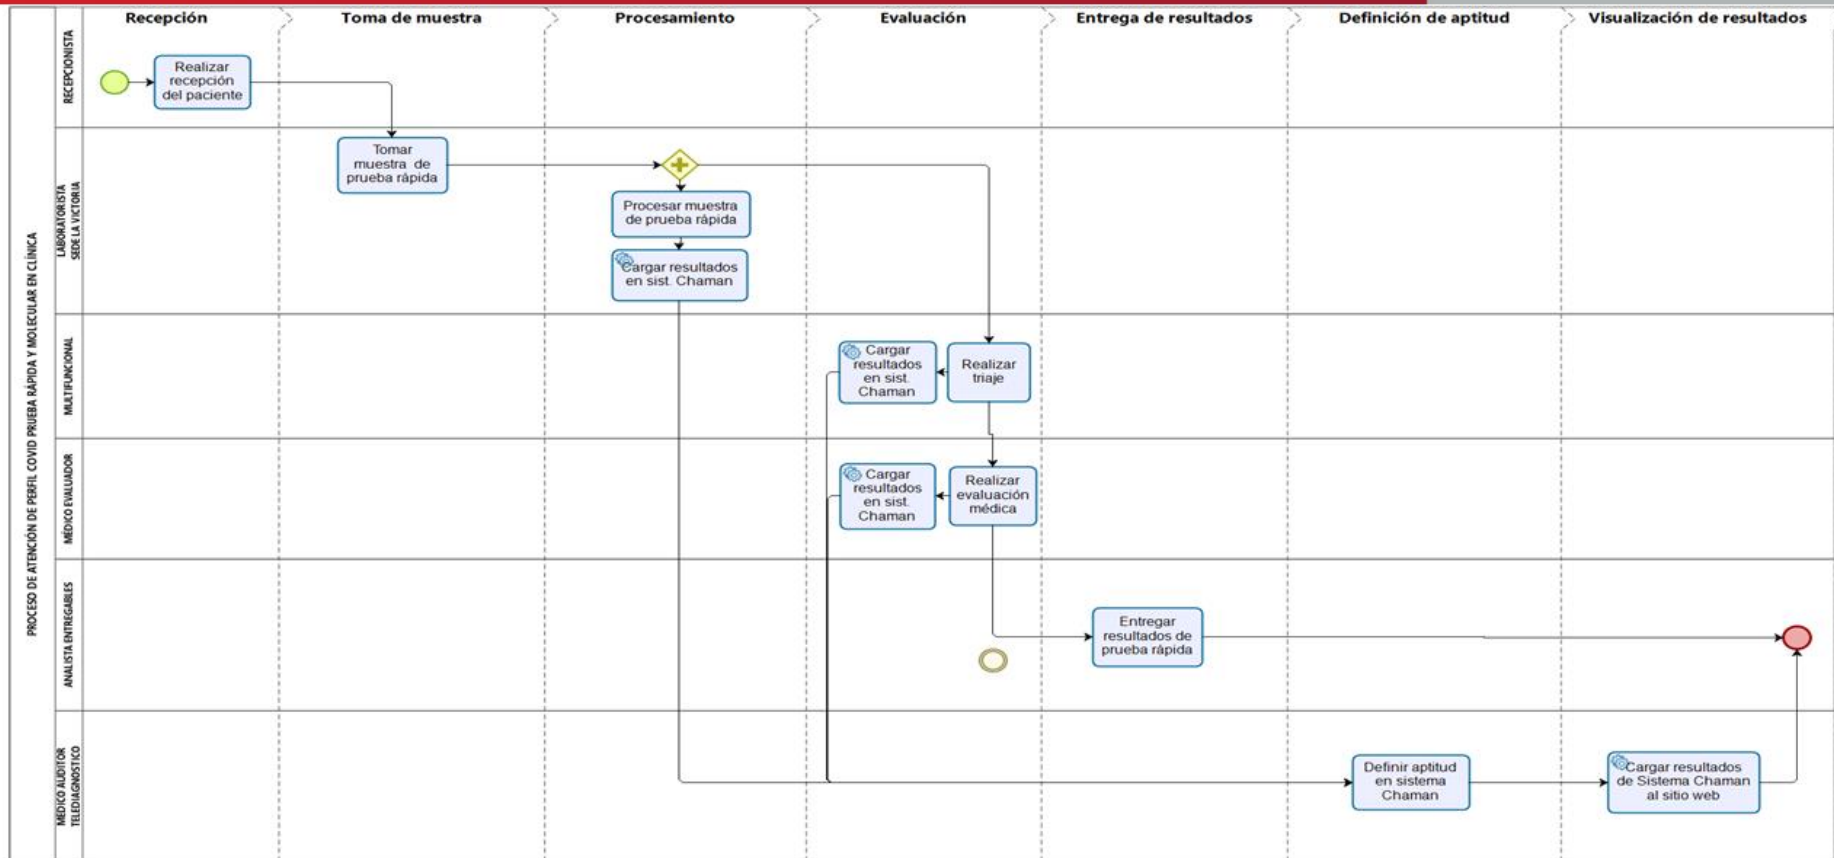 Recepción
Toma de muestra
Procesamiento
Evaluación
Entrega de resultados
Definición de aptitud
Visualización de resultados
PROCESO DE ATENCIÓN DE PERFIL COVID PRUEBA RÁPIDA Y MOLECULAR EN CLÍNICA
RECEPCIONISTA
Realizar
recepción
del paciente
LABORATORISTA
SEDE LA VICTORIA
Tomar
muestra de
prueba rápida
Procesar muestra
de prueba rápida
Cargar resultados
en sist. Chaman
MULTIFUNCIONAL
Cargar
resultados
en sist.
Chaman
Realizar
triaje
MÉDICO EVALUADOR
Cargar
resultados
en sist.
Chaman
Realizar
evaluación
médica
ANALISTA ENTREGABLES
Entregar
resultados de
prueba rápida
MEDICO AUDITOR
TELEDIAGNOSTICO
Definir aptitud
en sistema
Chaman
Cargar resultados
de Sistema Chaman
al sitio web